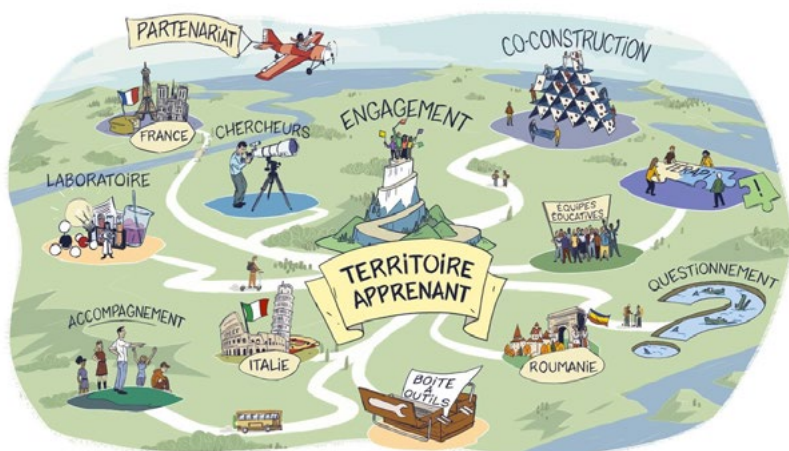 PARTENARIAT
CO-CONSTRUCTION
FRANCE
CHERCHEURS
ENGAGEMENT
LABORATOIRE
ÉQUIPES
ÉDUCATIVES
TERRITOIRE
APPRENANT
QUESTIONNEMENT
ACCOMPAGNEMENT
ITALIE
ROUMANIE
BOITE
À
OUTILS